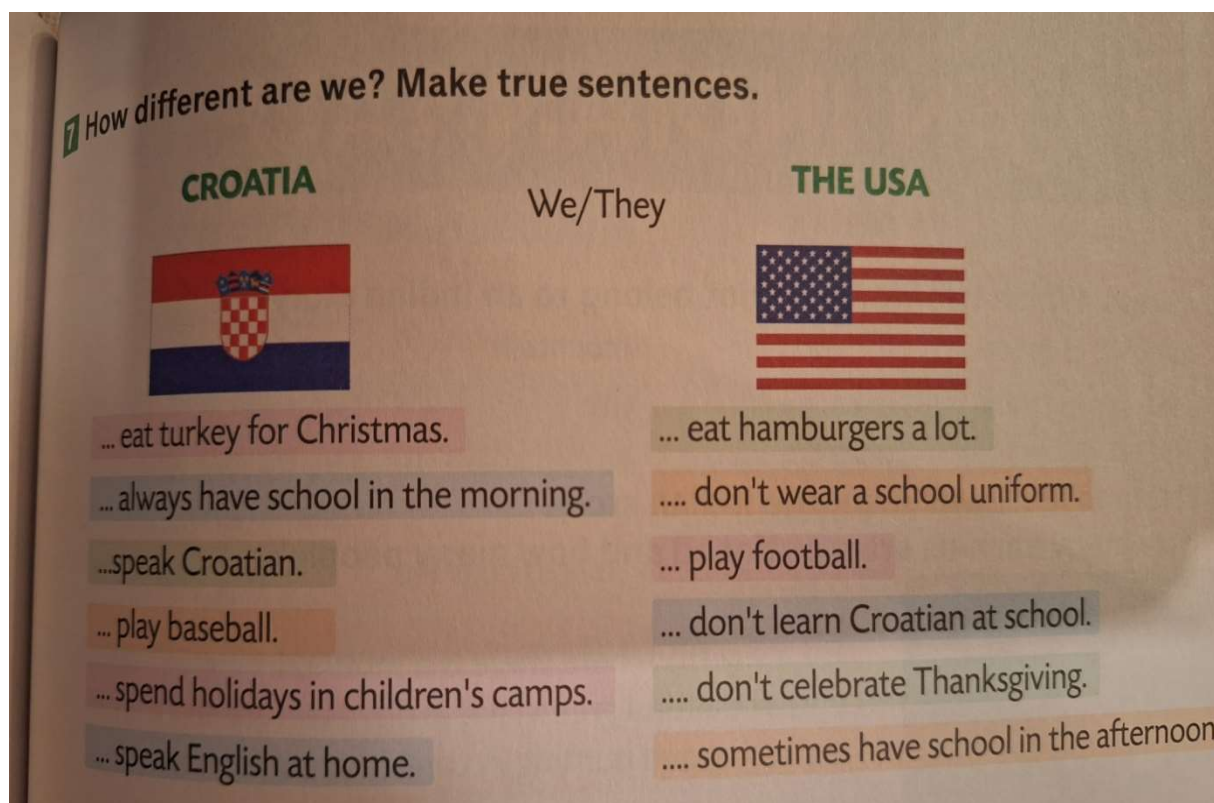 7 How different are we? Make true sentences.
CROATIA
We/They
THE USA
... eat turkey for Christmas.
... always have school in the morning.
...speak Croatian.
... play baseball.
... spend holidays in children's camps.
... speak English at home.
... eat hamburgers a lot.
.... don't wear a school uniform.
... play football.
... don't learn Croatian at school.
.... don't celebrate Thanksgiving.
.... sometimes have school in the afternoon